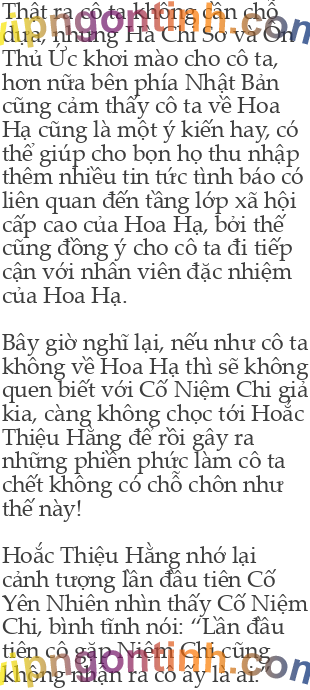 Thật ra cô ta không cần chỗ
dựa, nhưng Hà Chi Sơ và Ôn
Thủ Ức khơi mào cho cô ta,
hơn nữa bên phía Nhật Bản
cũng cảm thấy cô ta về Hoa
Hạ cũng là một ý kiến hay, có
thể giúp cho bọn họ thu nhập
thêm nhiều tin tức tình báo có
liên quan đến tầng lớp xã hội
cấp cao của Hoa Hạ, bởi thế
cũng đồng ý cho cô ta đi tiếp
cận với nhân viên đặc nhiệm
của Hoa Hạ.
Bây giờ nghĩ lại, nếu như cô ta
không về Hoa Hạ thì sẽ không
quen biết với Cố Niệm Chi giả
kia, càng không chọc tới Hoắc
Thiệu Hằng để rồi gây ra
những phiền phức làm cô ta
chết không có chỗ chôn như
thế này!
Hoắc Thiệu Hằng nhớ lại
cảnh tượng lần đầu tiên Cố
Yên Nhiên nhìn thấy Cố Niệm
Chi, bình tĩnh nói: “Lần đầu
tiên cô gặp Niệm Chi cũng
không nhận ra cô ấy là ai.”
vipngontinh.com